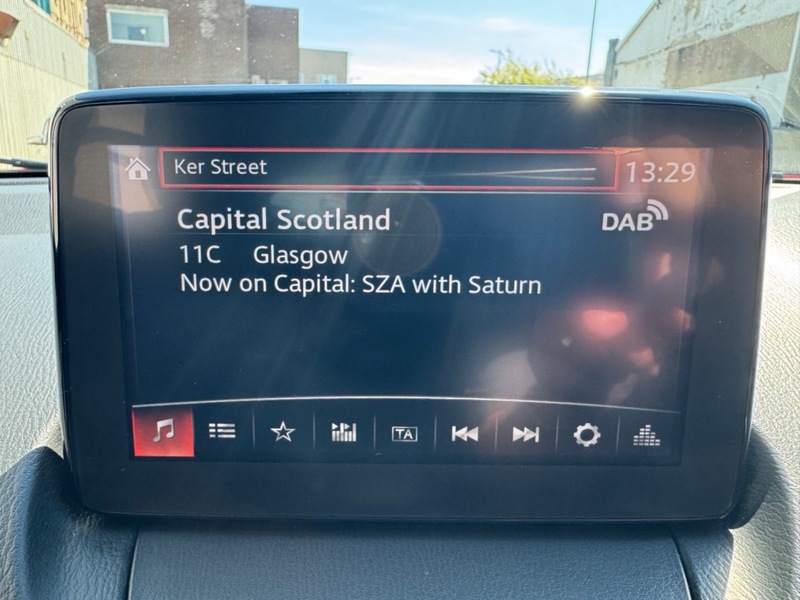 Ker Street
13:29
Capital Scotland
DAB
11C Glasgow
Now on Capital: SZA with Saturn
TA